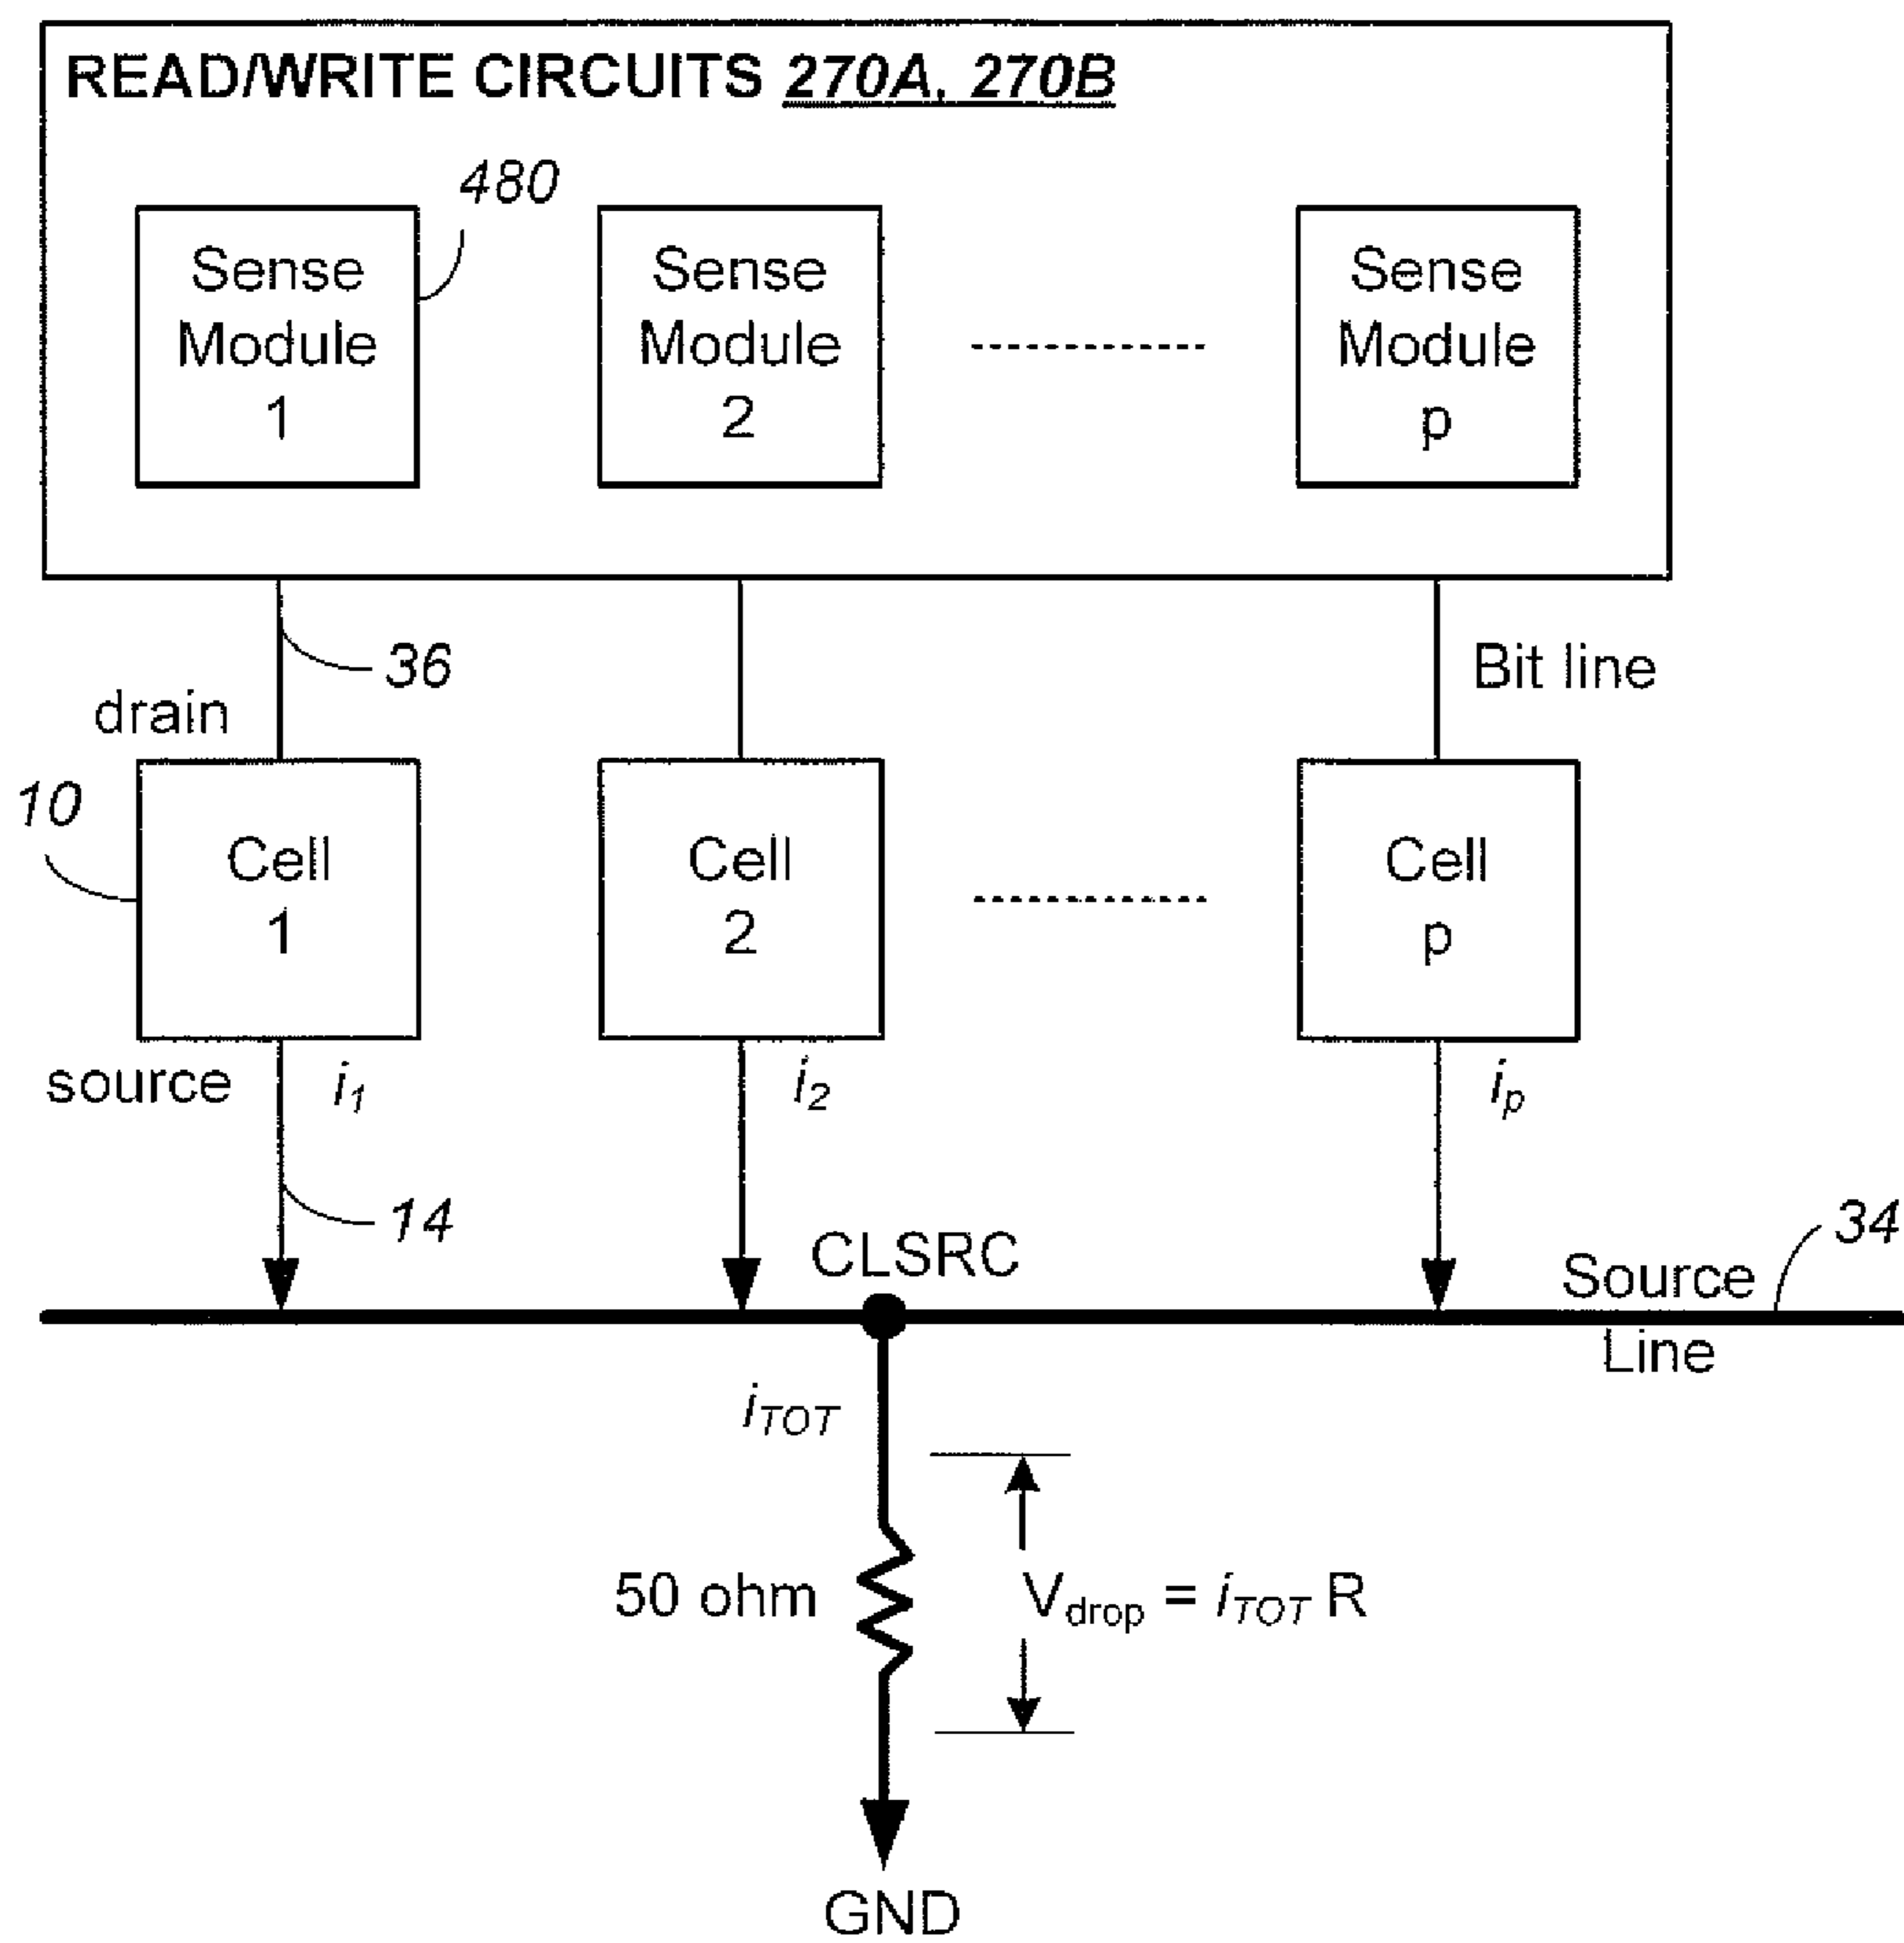 READ/WRITE CIRCUITS 270A, 270B
480
Sense
Module
1
Sense
Module
2
Sense
Module
p
36
Bit line
drain
10
Cell
1
Cell
2
Cell
p
source
i1
i2
ip
14
CLSRC
34
Source
Line
iTOT
50 ohm
Vdrop = iTOT R
GND